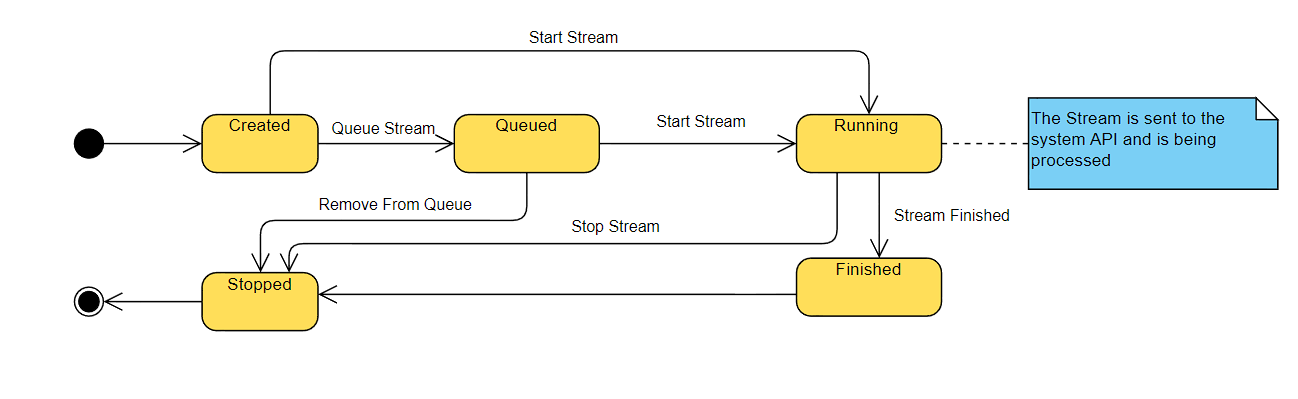 Start Stream
Created
Queue Stream
Queued
Start Stream
Running
The Stream is sent to the
system API and is being
processed
Remove From Queue
Stop Stream
Stream Finished
Stopped
Finished